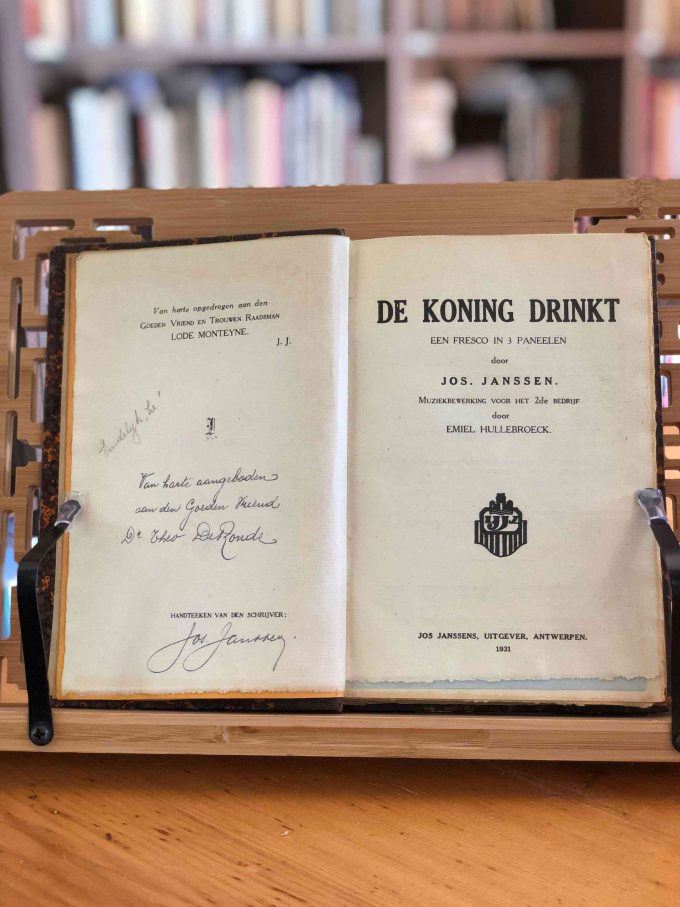 Van harte opgedragen aan den
Goeden Vriend en Trouwen Raadsman
LODE MONTEYNE.
J. J.
Van harte aangeboden
aan den Goeden Vriend
Dr Theo DeRonde
HANDTEEKEN VAN DEN SCHRIJVER:
Jos. Janssen.
DE KONING DRINKT
EEN FRESCO IN 3 PANEELEN
door
JOS. JANSSEN.
Muziekbewerking voor het 2de bedrijf
door
EMIEL HULLEBROECK.
JOS JANSSENS, UITGEVER, ANTWERPEN.
1931